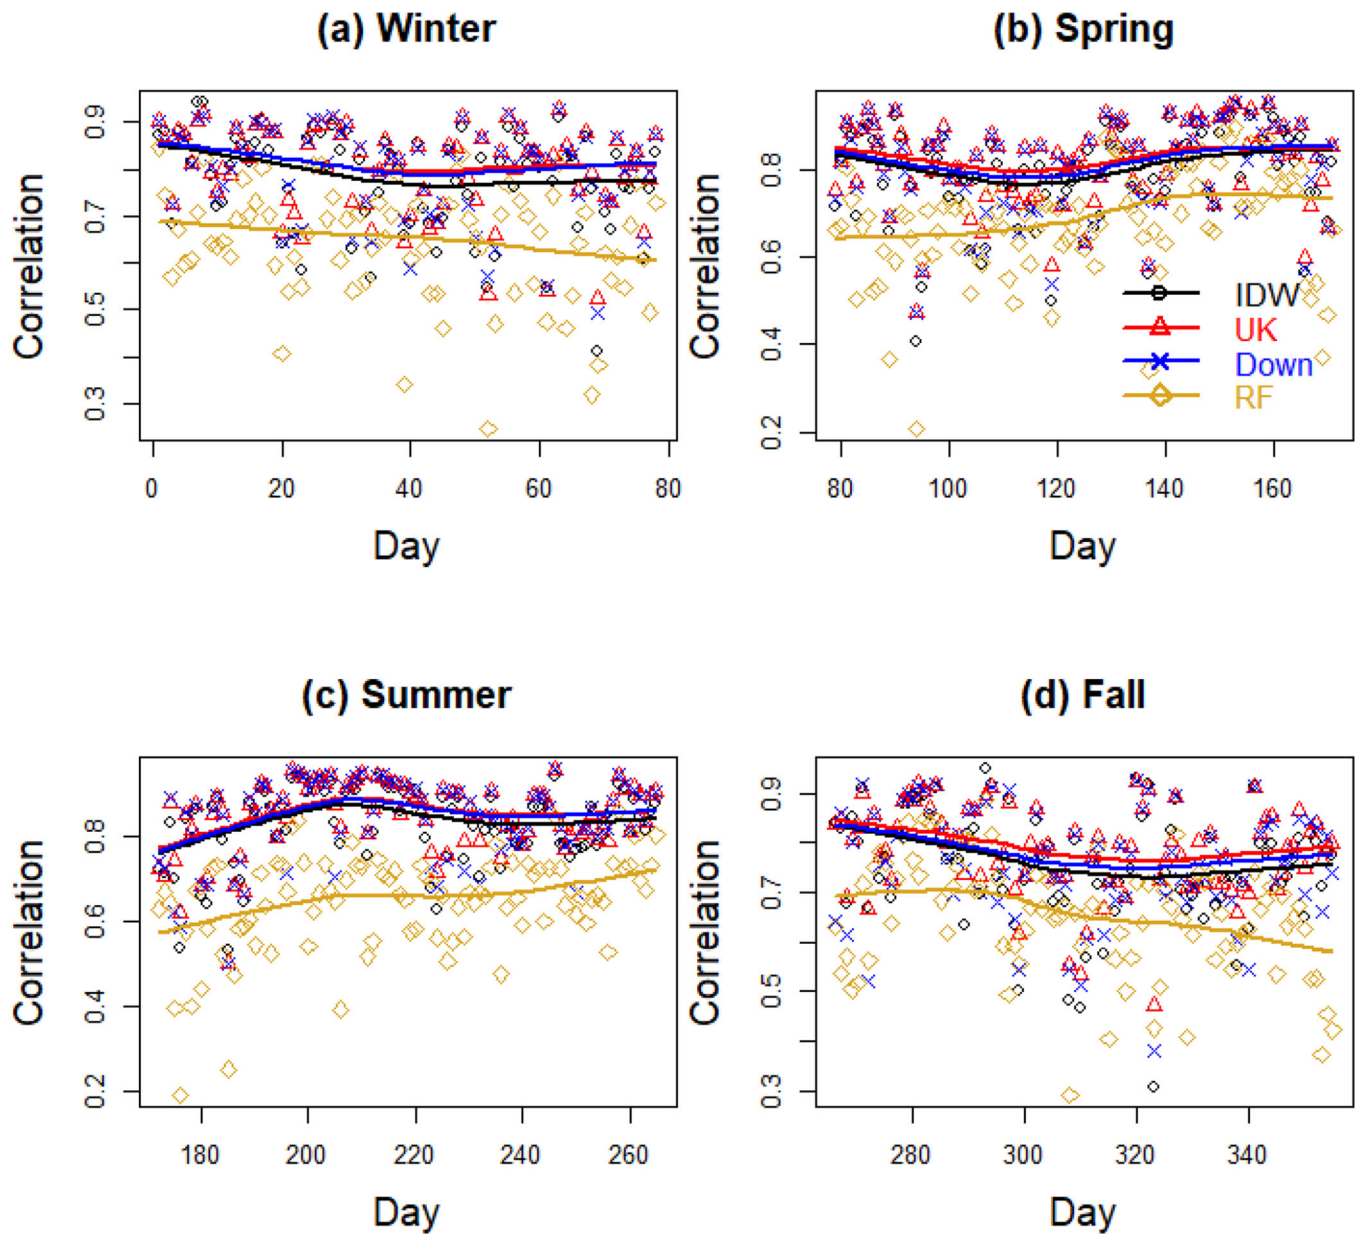 (a) Winter
Correlation
0.9
0.7
0.5
0.3
0 20 40 60 80
Day
(b) Spring
Correlation
0.8
0.6
0.4
0.2
80 100 120 140 160
Day
IDW
UK
Down
RF
(c) Summer
Correlation
0.8
0.6
0.4
0.2
180 200 220 240 260
Day
(d) Fall
Correlation
0.9
0.7
0.5
0.3
280 300 320 340
Day